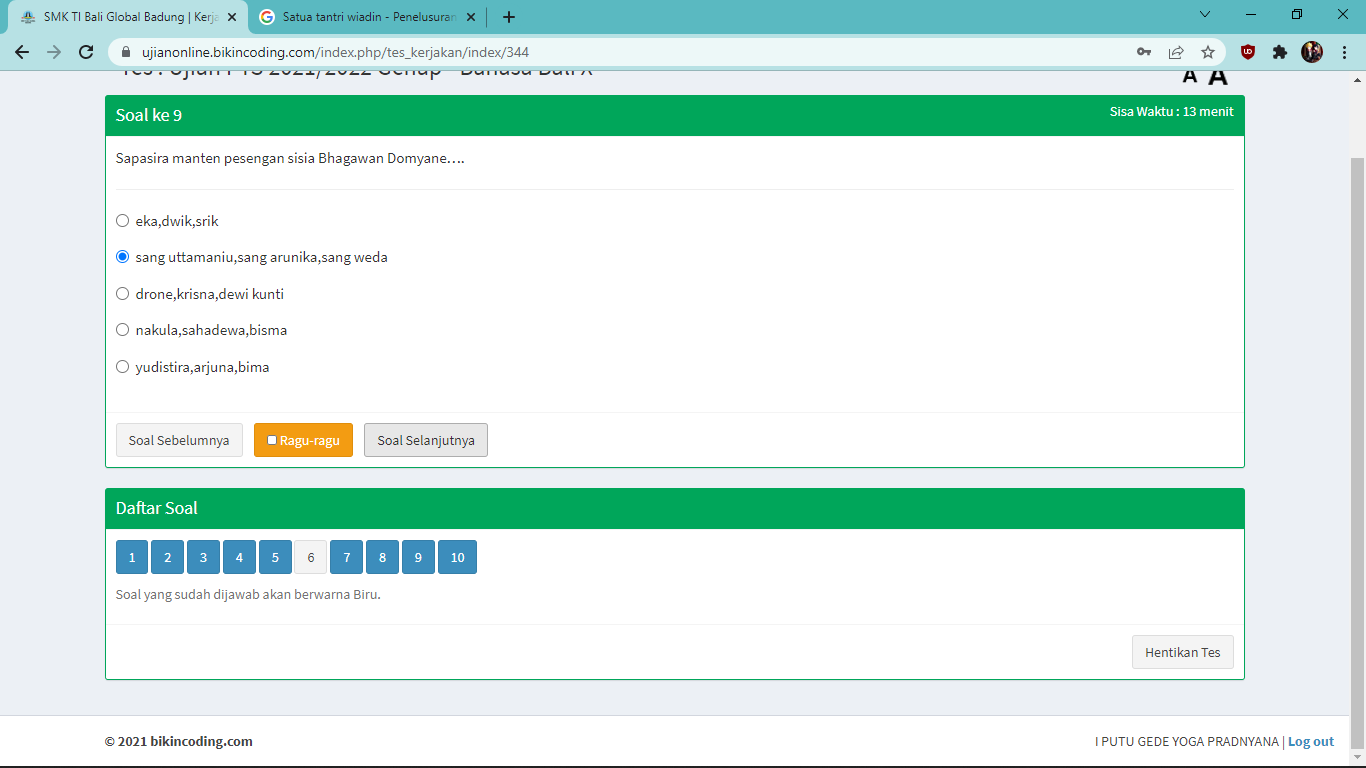 SMK TI Bali Global Badung | Kerja
Satua tantri wiadin - Penelusuran
ujianonline.bikincoding.com/index.php/tes_kerjakan/index/344
Tes : Ujian PTS 2021/2022 Genap - Bahasa Bali X
A A
Soal ke 9
Sisa Waktu : 13 menit
Sapasira manten pesengan sisia Bhagawan Domyane....
eka,dwik,srik
sang uttamaniu,sang arunika,sang weda
drone,krisna,dewi kunti
nakula,sahadewa,bisma
yudistira,arjuna,bima
Soal Sebelumnya Ragu-ragu Soal Selanjutnya
Daftar Soal
1 2 3 4 5 6 7 8 9 10
Soal yang sudah dijawab akan berwarna Biru.
Hentikan Tes
© 2021 bikincoding.com
I PUTU GEDE YOGA PRADNYANA | Log out